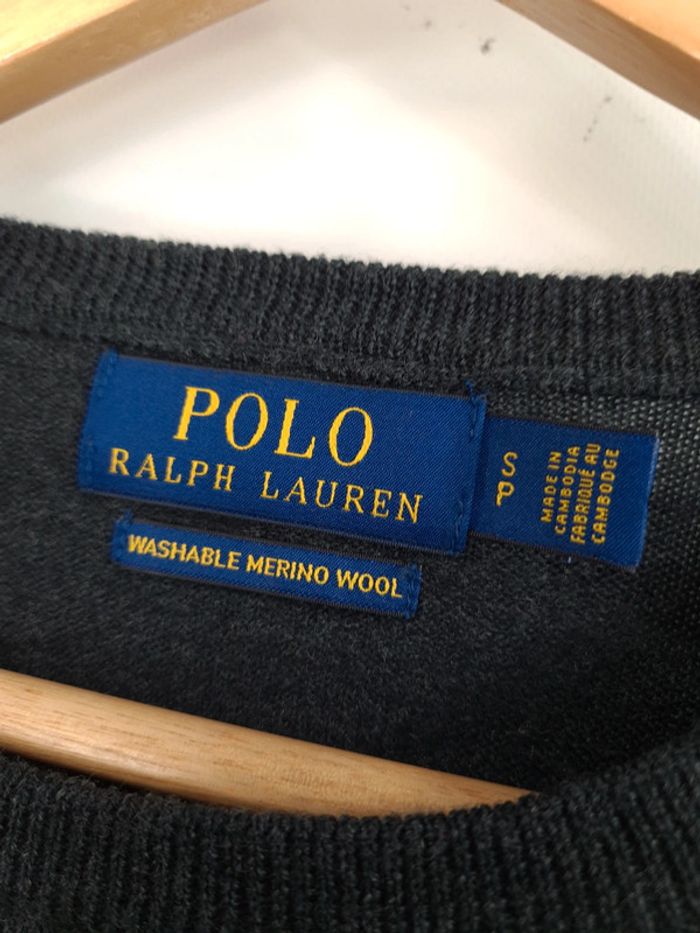 POLO
RALPH LAUREN
WASHABLE MERINO WOOL
S
P
MADE IN
CAMBODIA
FABRIQUÉ AU
CAMBODGE